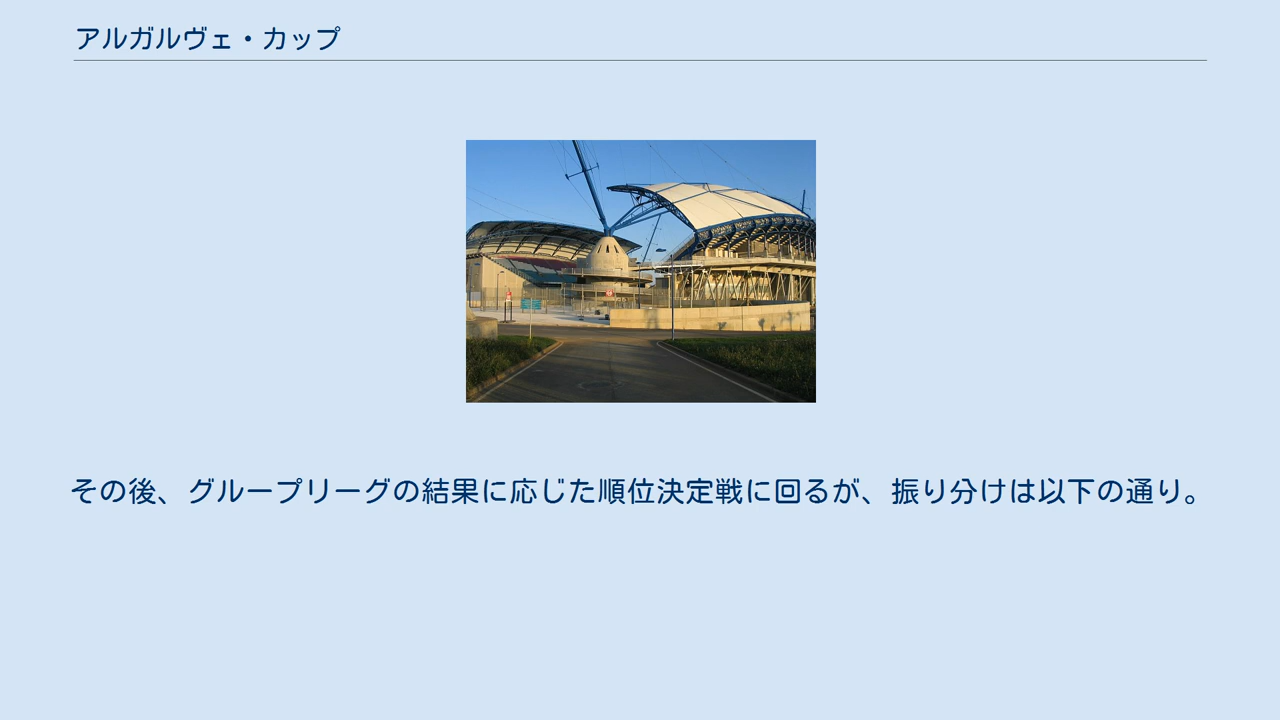 アルガルヴェ・カップ
その後、グループリーグの結果に応じた順位決定戦に回るが、振り分けは以下の通り。